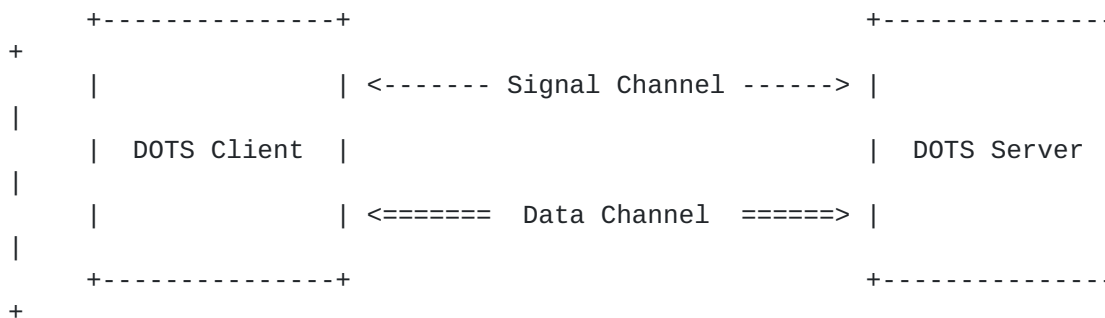 +---------------+                                  +---------------
+
|               | <------- Signal Channel ------> |
|
|  DOTS Client  |                                  |  DOTS Server
|
|               | <=======  Data Channel  ======> |
|
+---------------+                                  +---------------
+